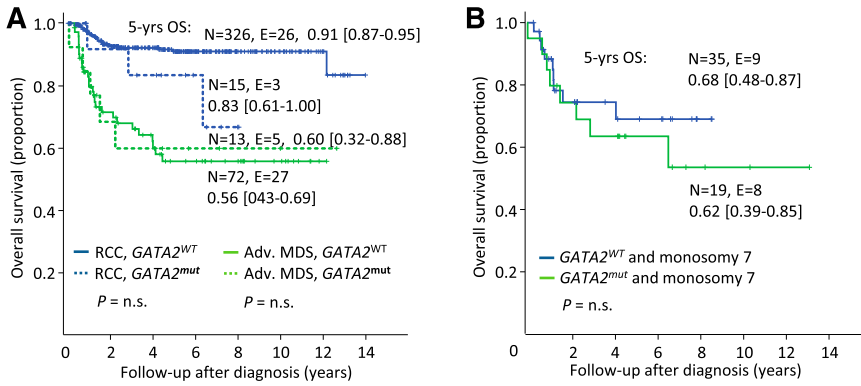 A
5-yrs OS:
N=326, E=26, 0.91 [0.87-0.95]
N=15, E=3
0.83 [0.61-1.00]
N=13, E=5, 0.60 [0.32-0.88]
N=72, E=27
0.56 [043-0.69]
Overall survival (proportion)
1.0
0.8
0.6
0.4
0.2
RCC, GATA2WT
RCC, GATA2mut
Adv. MDS, GATA2WT
Adv. MDS, GATA2mut
P = n.s.
0 2 4 6 8 10 12 14
Follow-up after diagnosis (years)
B
5-yrs OS:
N=35, E=9
0.68 [0.48-0.87]
N=19, E=8
0.62 [0.39-0.85]
Overall survival (proportion)
1.0
0.8
0.6
0.4
0.2
GATA2WT and monosomy 7
GATA2mut and monosomy 7
P = n.s.
0 2 4 6 8 10 12 14
Follow-up after diagnosis (years)